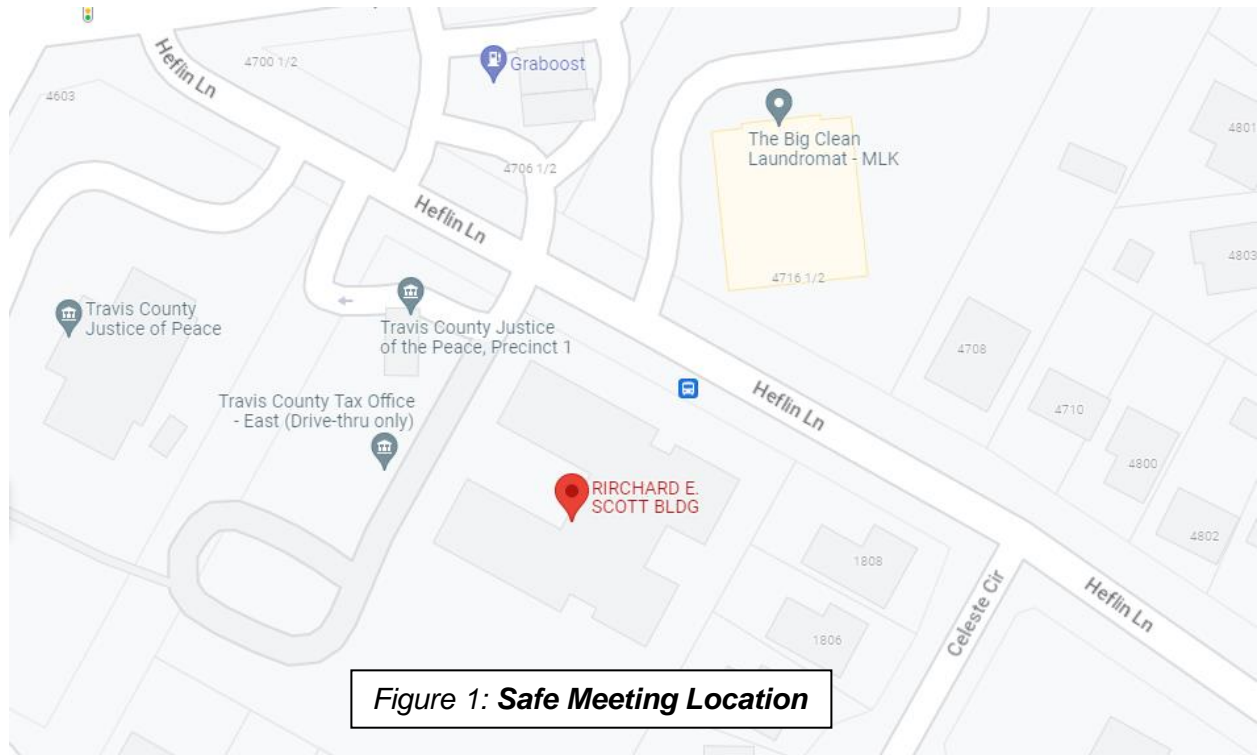 Heflin Ln
4700 1/2
Graboost
4603
The Big Clean
Laundromat - MLK
4801
4706 1/2
Heflin Ln
4716 1/2
4803
Travis County
Justice of Peace
Travis County Justice
of the Peace, Precinct 1
4708
Travis County Tax Office
- East (Drive-thru only)
Heflin Ln
4710
4800
RIRCHARD E.
SCOTT BLDG
4802
1808
Celeste Cir
Heflin Ln
1806
Figure 1: Safe Meeting Location